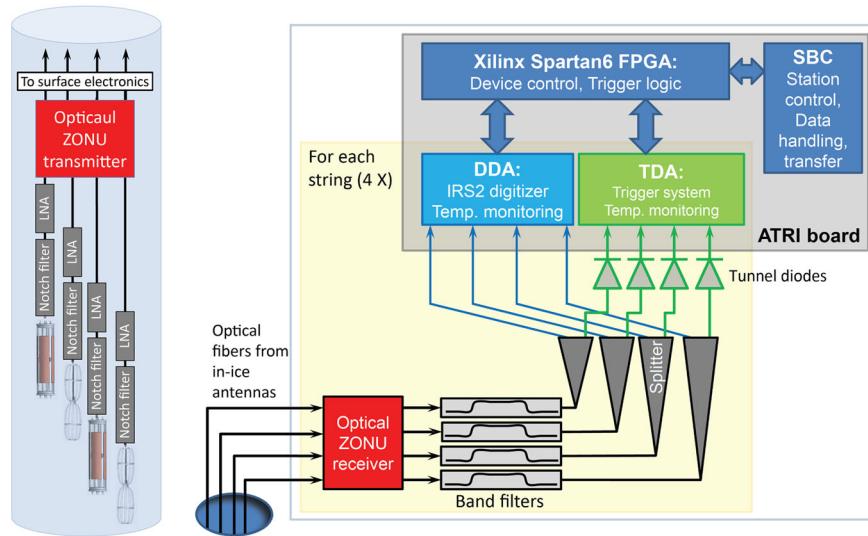 To surface electronics
Opticaul
ZONU
transmitter
LNA
Notch filter
LNA
Notch filter
LNA
Notch filter
LNA
Notch filter
Xilinx Spartan6 FPGA:
Device control, Trigger logic
SBC
Station
control,
Data
handling,
transfer
For each
string (4 X)
DDA:
IRS2 digitizer
Temp. monitoring
TDA:
Trigger system
Temp. monitoring
ATRI board
Tunnel diodes
Optical
fibers from
in-ice
antennas
Splitter
Optical
ZONU
receiver
Band filters